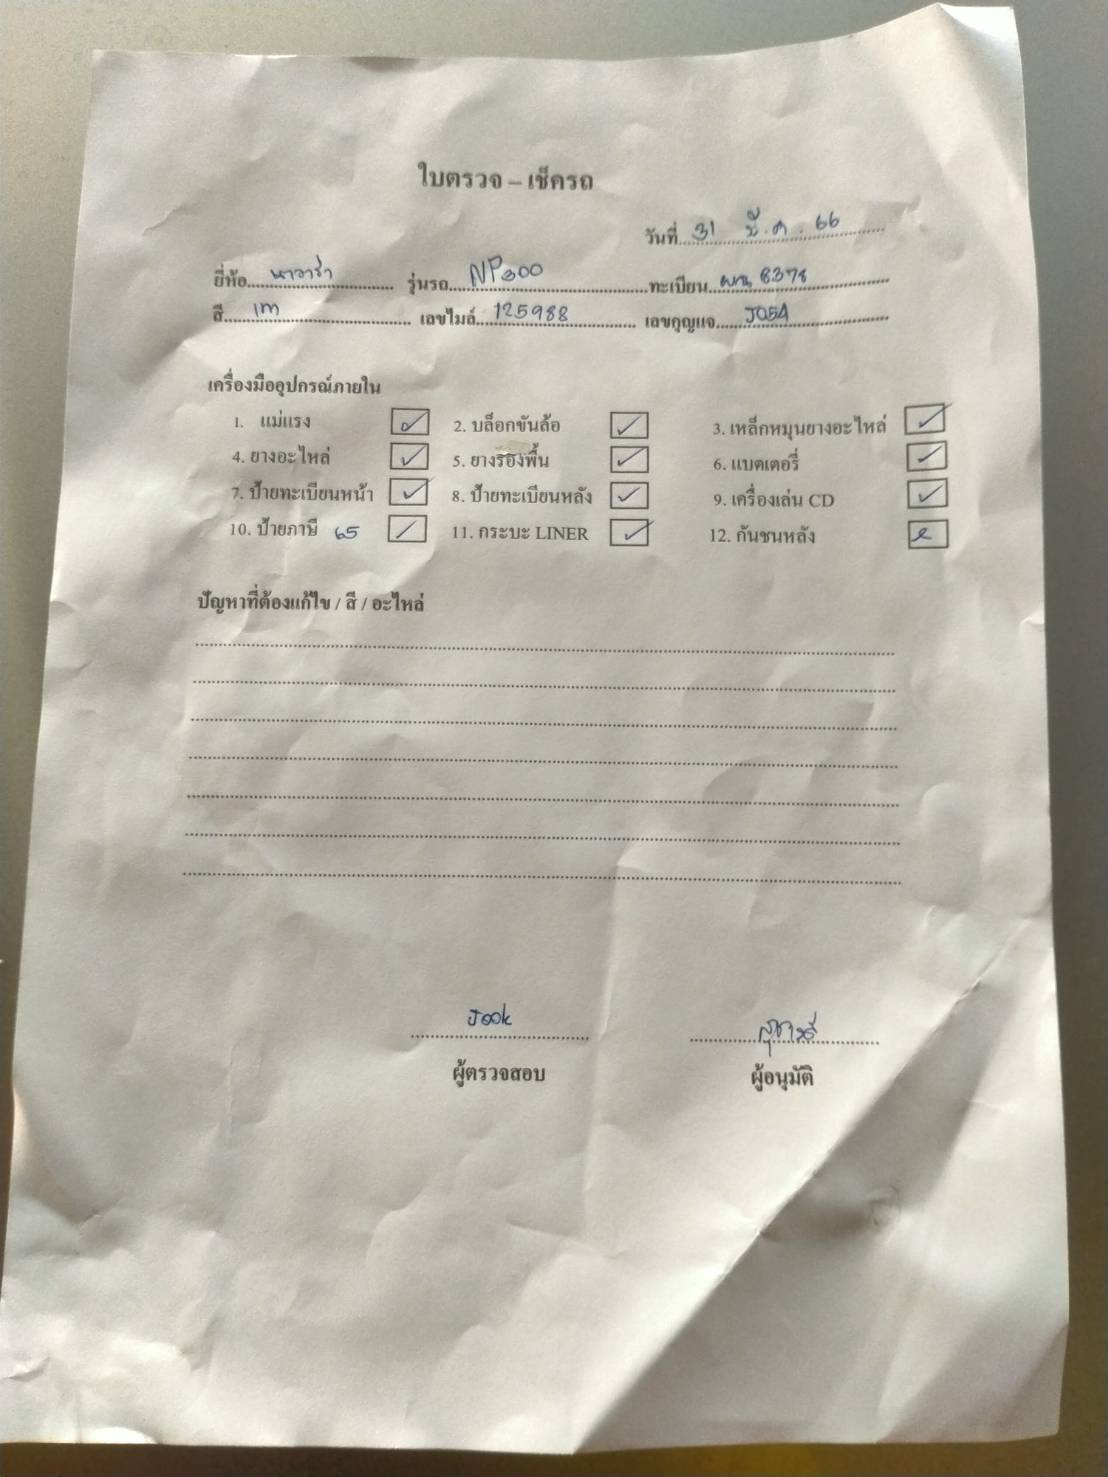 ใบตรวจ – เช็ครถ
วันที่ 31 มี.ค. 66
ยี่ห้อ นาวาร่า รุ่นรถ NP300 ทะเบียน 8378
สี เทา เลขไมล์ 125988 เลขกุญแจ J05A
เครื่องมืออุปกรณ์ภายใน
1. แม่แรง ✓ 2. บล็อกขันล้อ ✓ 3. เหล็กหมุนยางอะไหล่ ✓
4. ยางอะไหล่ ✓ 5. ยางรองพื้น ✓ 6. แบตเตอรี่ ✓
7. ป้ายทะเบียนหน้า ✓ 8. ป้ายทะเบียนหลัง ✓ 9. เครื่องเล่น CD ✓
10. ป้ายภาษี 65 / 11. กระบะ LINER ✓ 12. กันชนหลัง
ปัญหาที่ต้องแก้ไข / สี / อะไหล่
Jook
ผู้ตรวจสอบ ผู้อนุมัติ